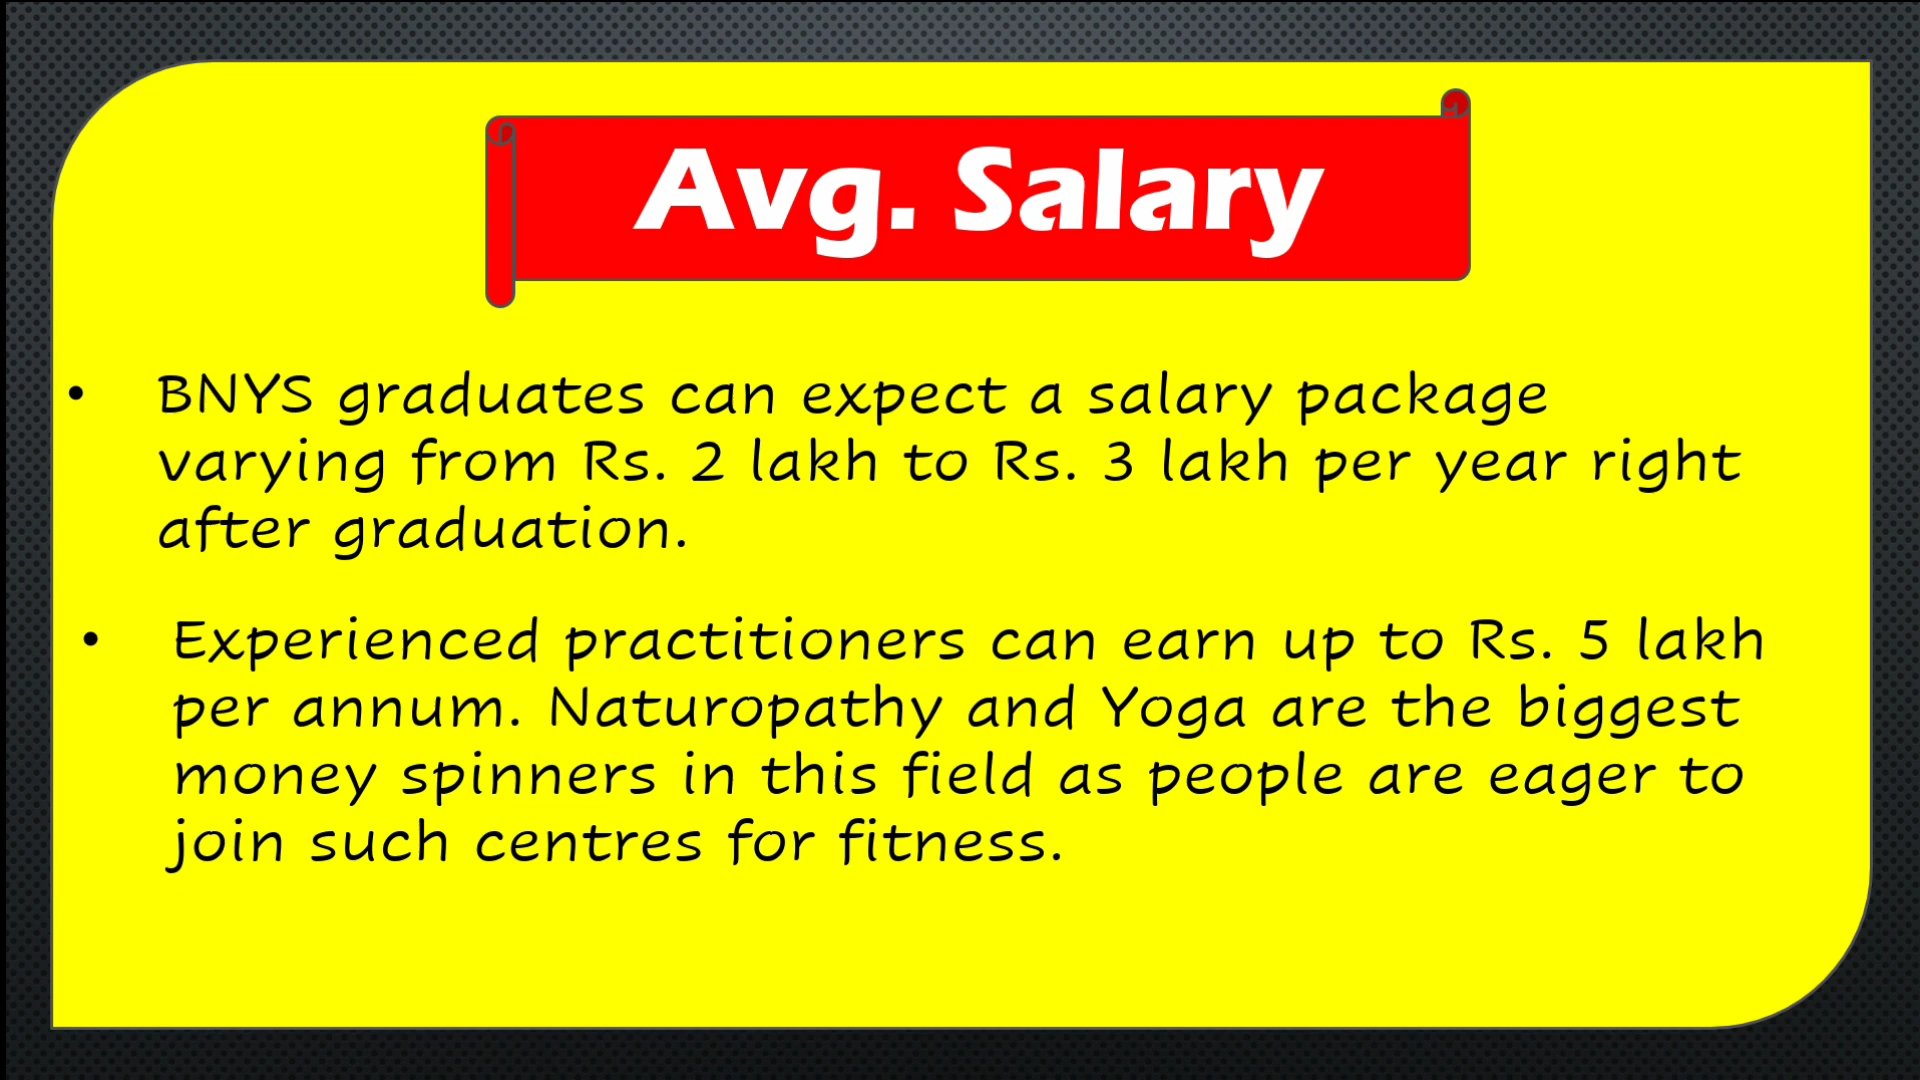 Avg. Salary
• BNYS graduates can expect a salary package
varying from Rs. 2 lakh to Rs. 3 lakh per year right
after graduation.
• Experienced practitioners can earn up to Rs. 5 lakh
per annum. Naturopathy and Yoga are the biggest
money spinners in this field as people are eager to
join such centres for fitness.